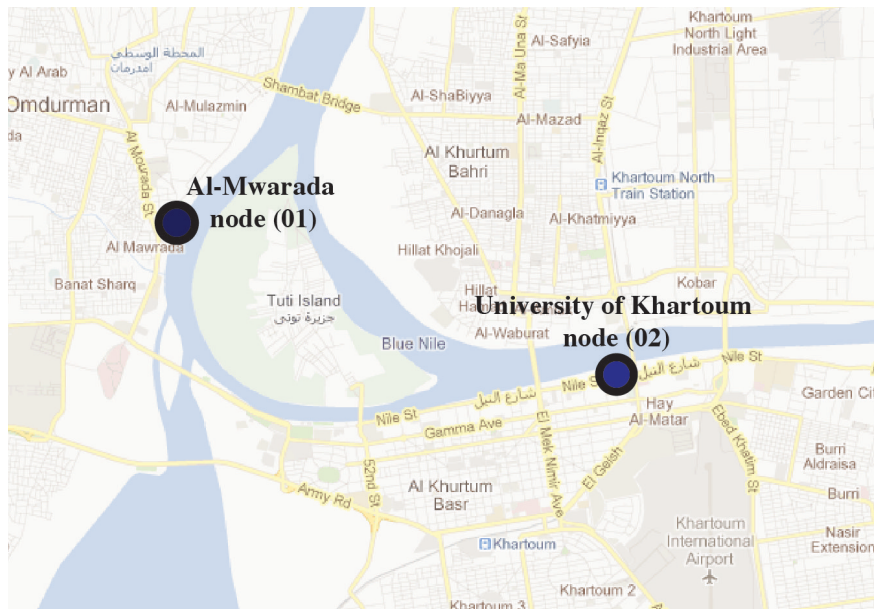 Khartoum
North Light
Industrial Area
المحطة الوسطي
امدرمان
Al-Safyia
Al-Ma Una St
y Al Arab
Shambat Bridge
Al-ShaBiyya
Omdurman
Al-Mulazmin
Al-Mazad
Al-Inqaz St
da
Al Mourada St
Al Khurtum
Bahri
Khartoum North
Train Station
Al-Mwarada
node (01)
Al-Danagla
Al-Khatmiyya
Al Mawrada
Hillat Khojali
Banat Sharq
Kobar
Hillat
Tuti Island
جزيرة توتى
University of Khartoum
node (02)
Al-Waburat
Blue Nile
Nile St
شارع النيل
Nile St
شارع النيل
Nile St
Garden Cit
Gamma Ave
Hay
Al-Matar
Ebed Khatim St
El Mek Nimir Ave
El Geish
Burri
Aldraisa
52nd St
Al Khurtum
Basr
Army Rd
Burri
Khartoum
International
Airport
Nasir
Extension
Khartoum
Khartoum 2
Khartoum 3